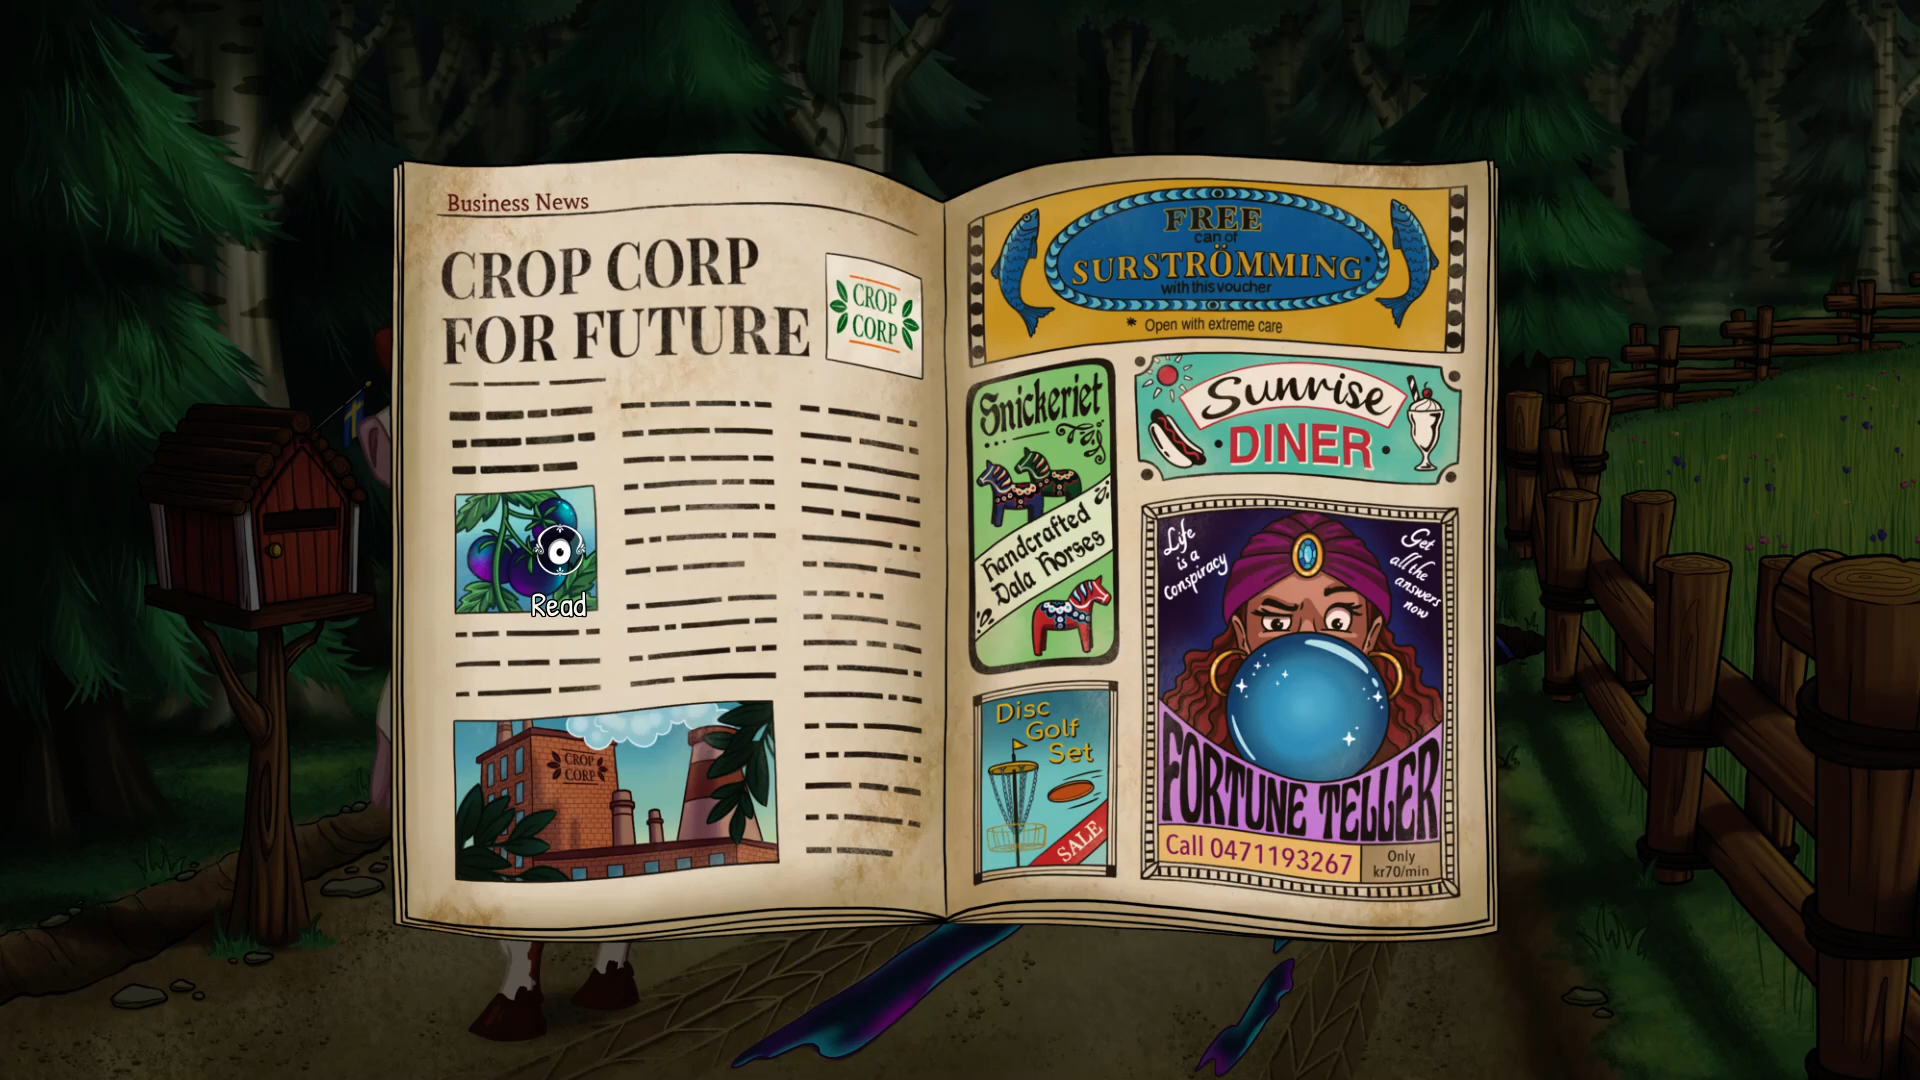 Business News
CROP CORP
FOR FUTURE
CROP
CORP
Read
CROP
CORP
FREE
can of
SURSTRÖMMING*
with this voucher
* Open with extreme care
Snickeriet
Handcrafted
Dala Horses
Sunrise
DINER
Disc
Golf
Set
SALE
Life
is a
conspiracy
Get
all the
answers
now
FORTUNE TELLER
Call 0471193267
Only
kr70/min